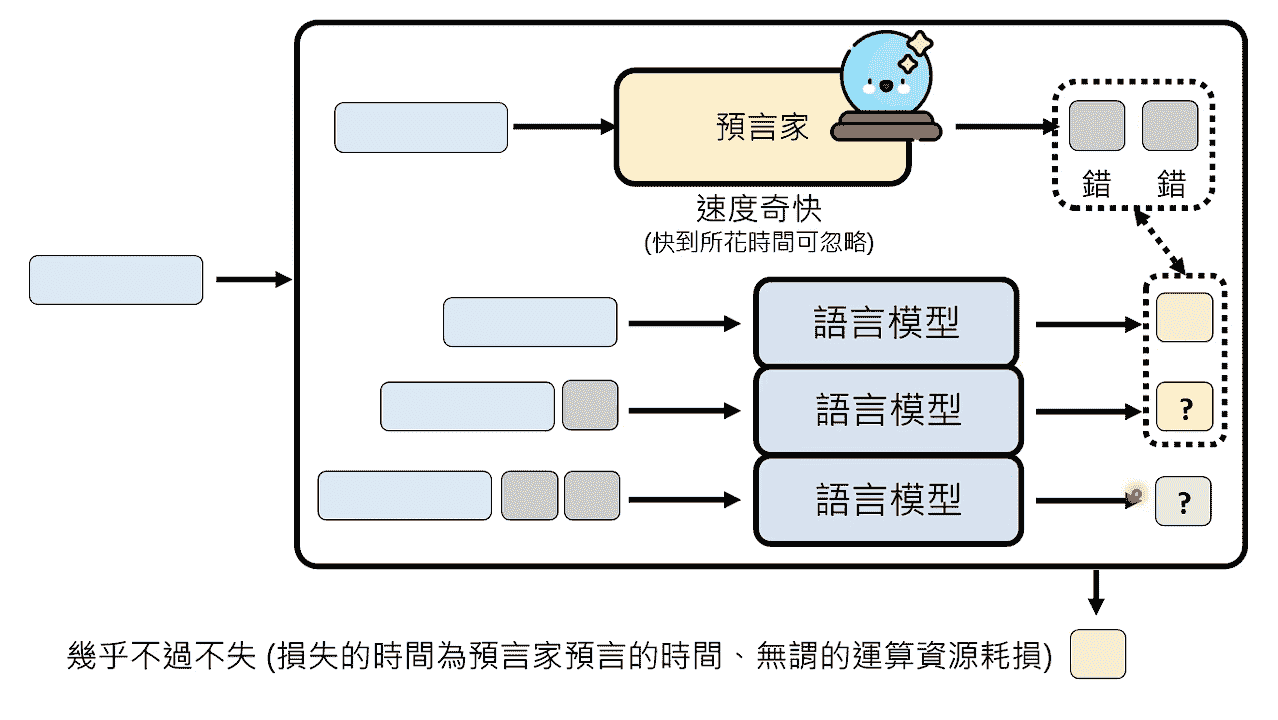 預言家
錯 錯
速度奇快
(快到所花時間可忽略)
語言模型
語言模型
?
語言模型
?
幾乎不過不失 (損失的時間為預言家預言的時間、無謂的運算資源耗損)